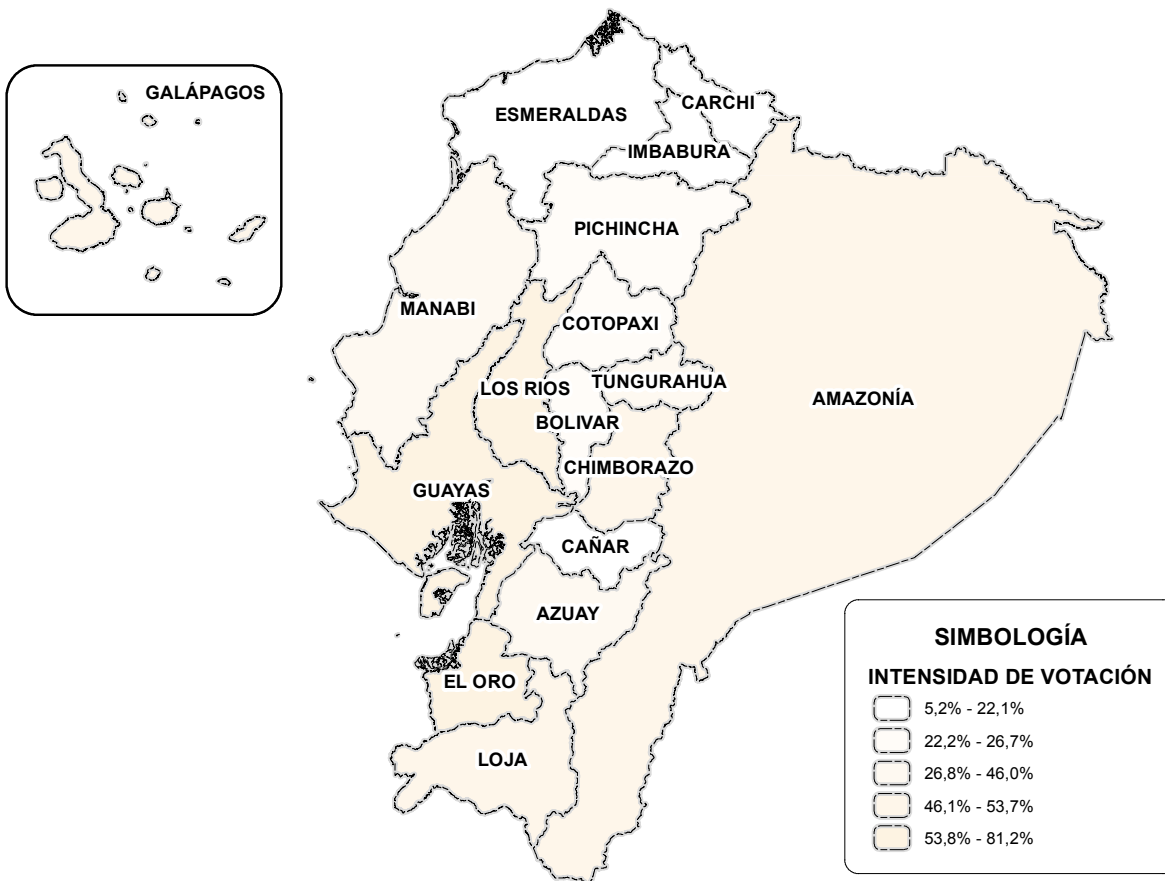 GALÁPAGOS
CARCHI
ESMERALDAS
IMBABURA
PICHINCHA
MANABI
COTOPAXI
LOS RIOS
TUNGURAHUA
AMAZONÍA
BOLIVAR
CHIMBORAZO
GUAYAS
CAÑAR
AZUAY
EL ORO
LOJA
SIMBOLOGÍA
INTENSIDAD DE VOTACIÓN
5,2% - 22,1%
22,2% - 26,7%
26,8% - 46,0%
46,1% - 53,7%
53,8% - 81,2%